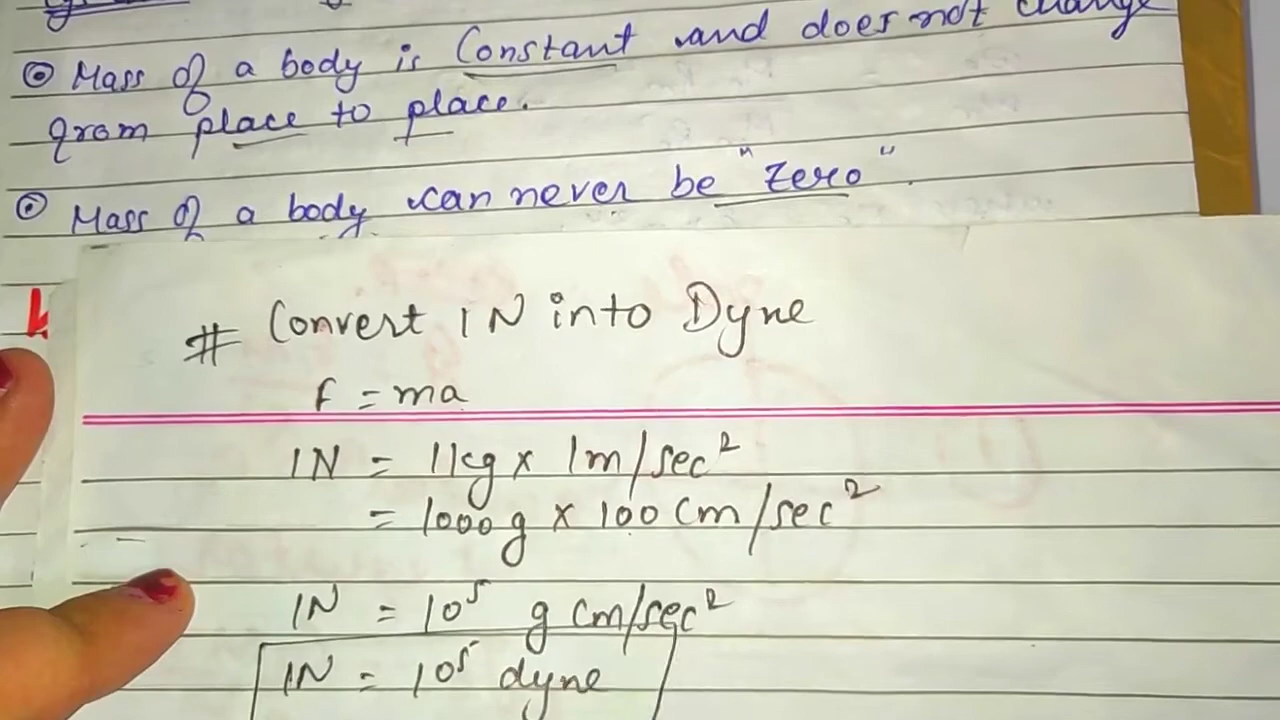 ⊙ Mass of a body is Constant and does not change
from place to place.
⊙ Mass of a body can never be "Zero".
# Convert 1N into Dyne
F = ma
1N = 1kg x 1m/sec²
= 1000g x 100cm/sec²
1N = 10⁵ g cm/sec²
1N = 10⁵ dyne